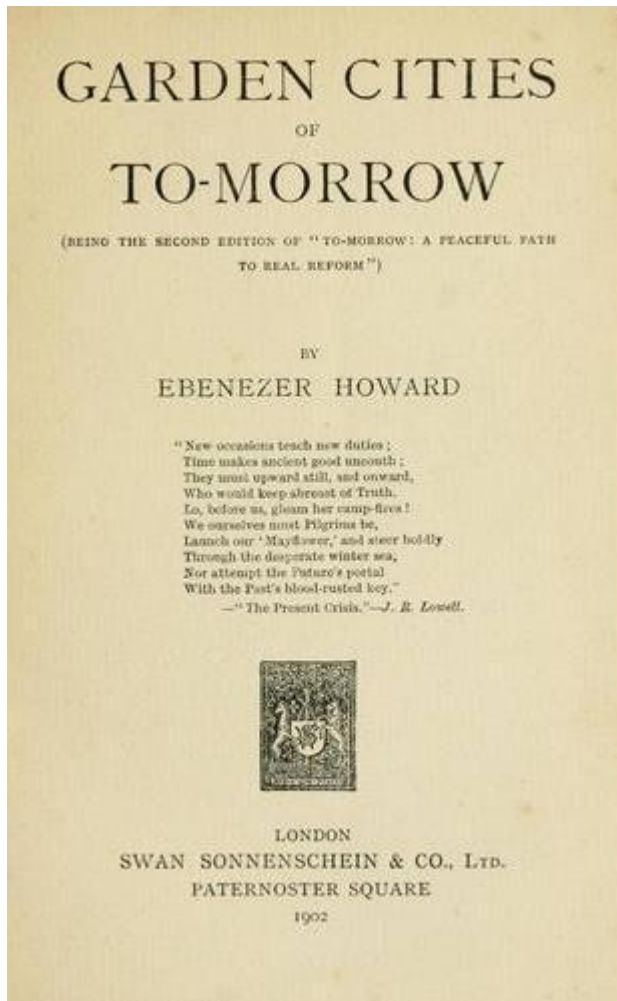 GARDEN CITIES
OF
TO-MORROW
(BEING THE SECOND EDITION OF "TO-MORROW: A PEACEFUL PATH
TO REAL REFORM")
BY
EBENEZER HOWARD
"New occasions teach new duties;
Time makes ancient good uncouth;
They must upward still, and onward,
Who would keep abreast of Truth.
Lo, before us, gleam her camp-fires!
We ourselves must Pilgrims be,
Launch our 'Mayflower,' and steer boldly
Through the desperate winter sea,
Nor attempt the Future's portal
With the Past's blood-rusted key."
—"The Present Crisis."—J. R. Lowell.
LONDON
SWAN SONNENSCHEIN & CO., LTD.
PATERNOSTER SQUARE
1902